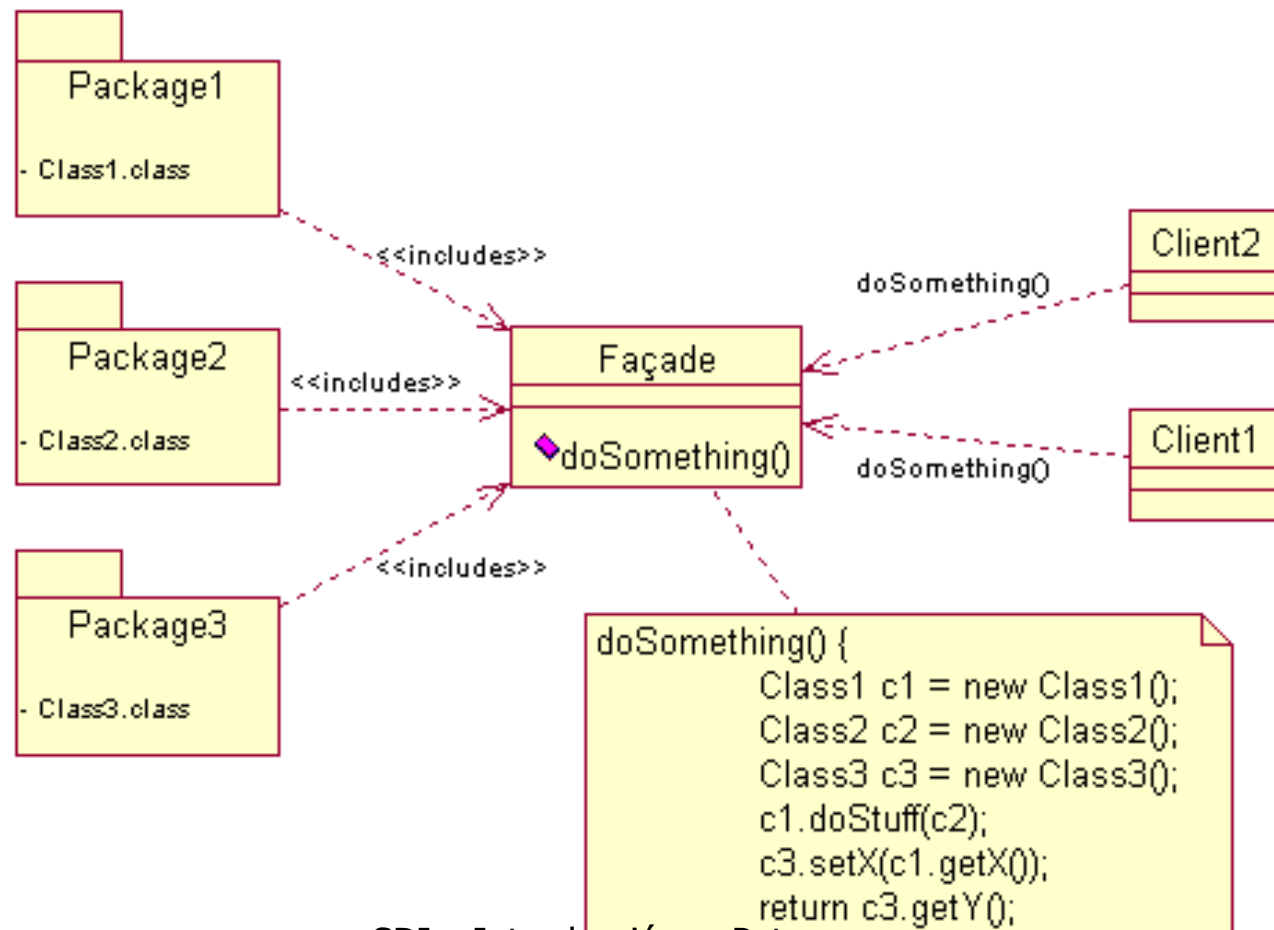 Package1
- Class1.class
<<includes>>
Package2
- Class2.class
<<includes>>
Package3
- Class3.class
<<includes>>
Façade
doSomething()
Client2
doSomething()
Client1
doSomething()
doSomething() {
Class1 c1 = new Class1();
Class2 c2 = new Class2();
Class3 c3 = new Class3();
c1.doStuff(c2);
c3.setX(c1.getX());
return c3.getY();